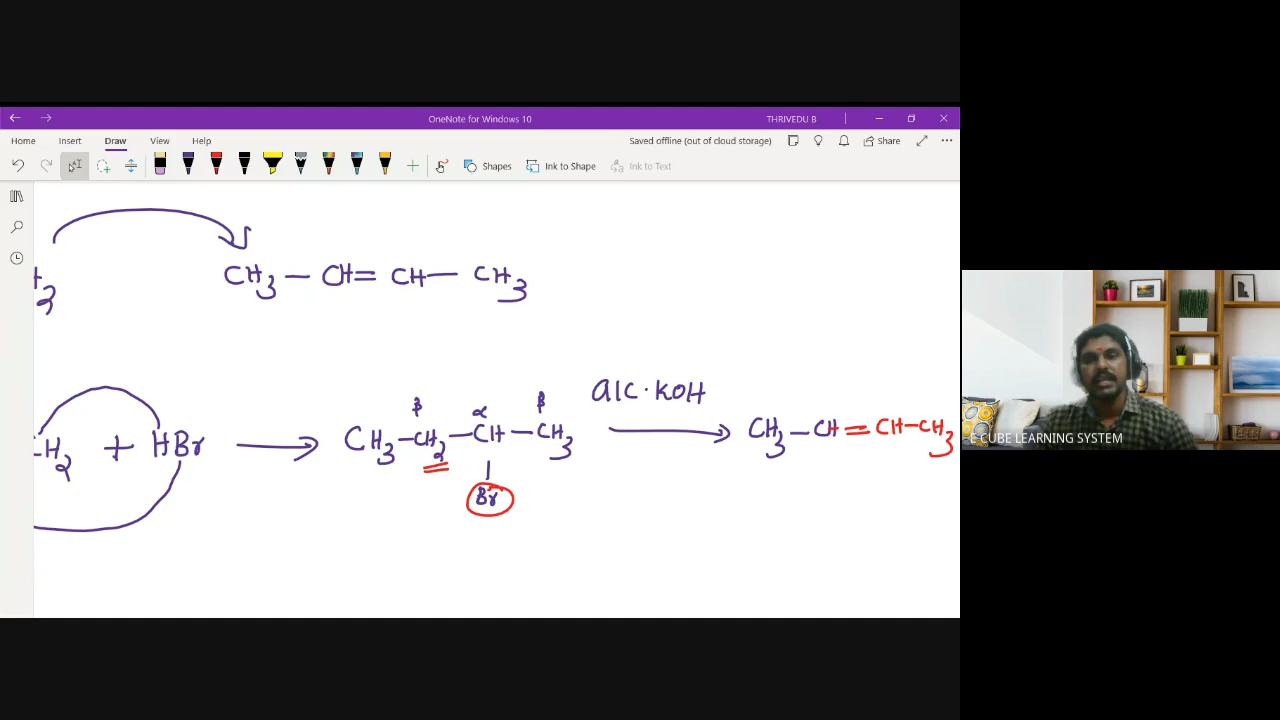 OneNote for Windows 10
THRIVEDU B
Home Insert Draw View Help
Saved offline (out of cloud storage)
Share
Shapes Ink to Shape Ink to Text
H2 CH3 — CH = CH — CH3
alc. KOH
β α β
CH2 + HBr → CH3 — CH2 — CH — CH3 → CH3 — CH = CH — CH3
Br
C CUBE LEARNING SYSTEM